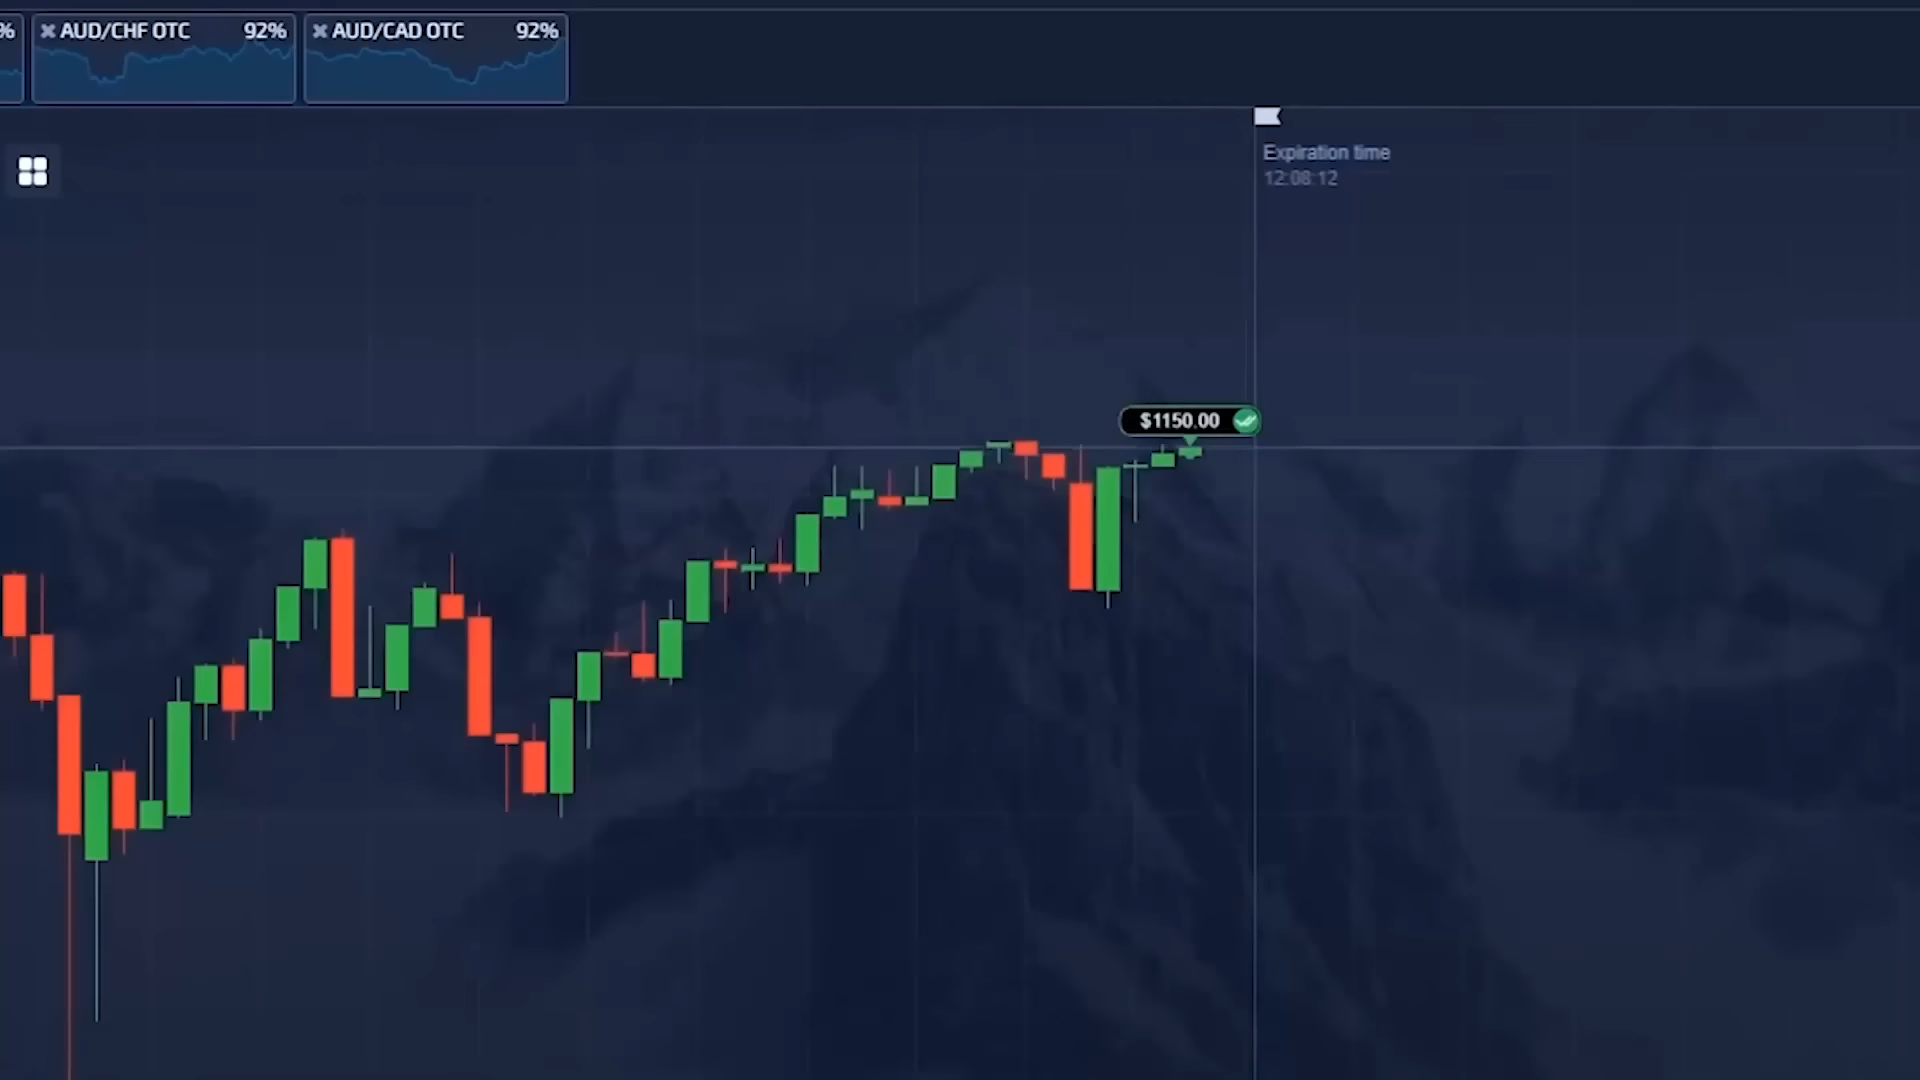 %
AUD/CHF OTC 92%
AUD/CAD OTC 92%
Expiration time
12:08:12
$1150.00